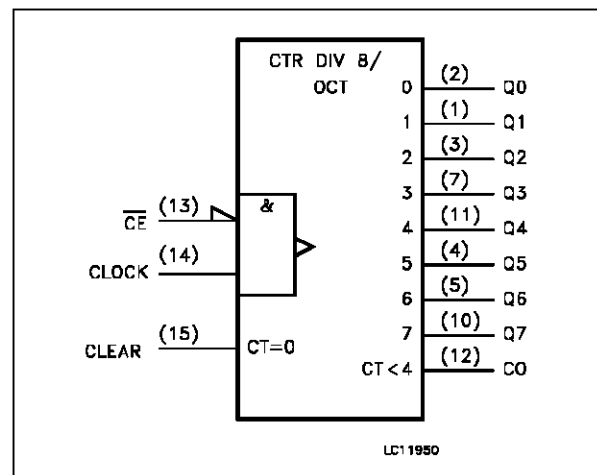 CTR DIV 8/
OCT
0 (2) Q0
1 (1) Q1
2 (3) Q2
3 (7) Q3
4 (11) Q4
5 (4) Q5
6 (5) Q6
7 (10) Q7
CT<4 (12) CO
&
C̅E̅ (13)
CLOCK (14)
CLEAR (15)
CT=0
LC11950